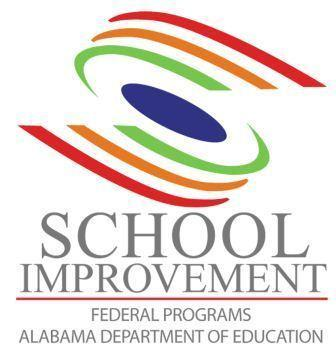 SCHOOL
IMPROVEMENT
FEDERAL PROGRAMS
ALABAMA DEPARTMENT OF EDUCATION